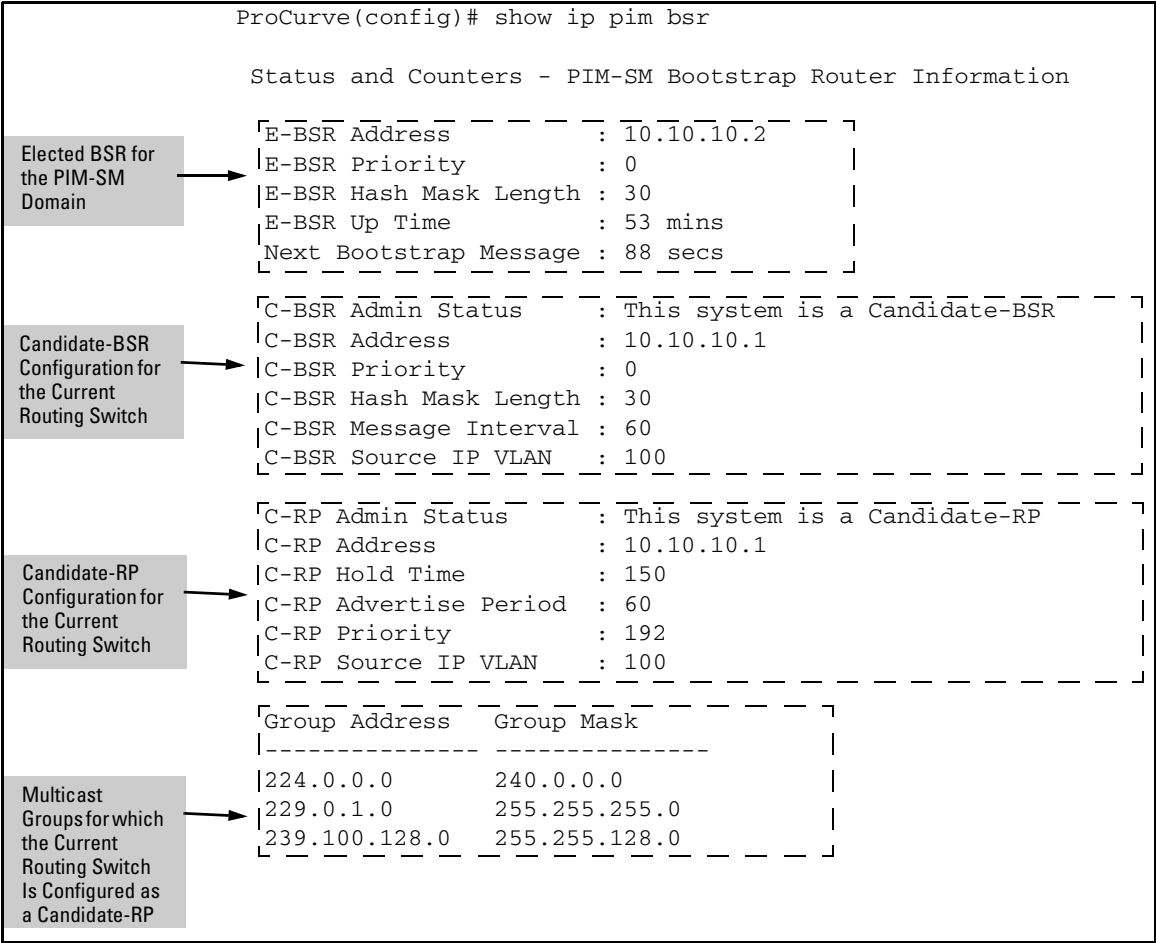 ProCurve(config)# show ip pim bsr
Status and Counters - PIM-SM Bootstrap Router Information
Elected BSR for
the PIM-SM
Domain
E-BSR Address : 10.10.10.2
E-BSR Priority : 0
E-BSR Hash Mask Length : 30
E-BSR Up Time : 53 mins
Next Bootstrap Message : 88 secs
Candidate-BSR
Configuration for
the Current
Routing Switch
C-BSR Admin Status : This system is a Candidate-BSR
C-BSR Address : 10.10.10.1
C-BSR Priority : 0
C-BSR Hash Mask Length : 30
C-BSR Message Interval : 60
C-BSR Source IP VLAN : 100
Candidate-RP
Configuration for
the Current
Routing Switch
C-RP Admin Status : This system is a Candidate-RP
C-RP Address : 10.10.10.1
C-RP Hold Time : 150
C-RP Advertise Period : 60
C-RP Priority : 192
C-RP Source IP VLAN : 100
Multicast
Groups for which
the Current
Routing Switch
Is Configured as
a Candidate-RP
Group Address Group Mask
--------------- ---------------
224.0.0.0 240.0.0.0
229.0.1.0 255.255.255.0
239.100.128.0 255.255.128.0